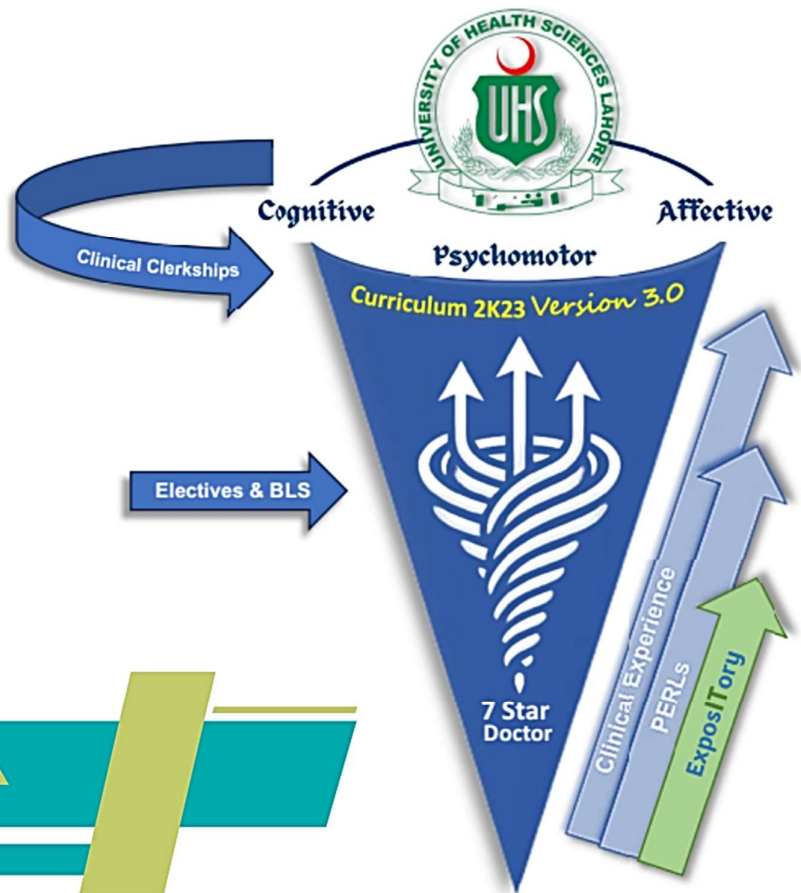 UNIVERSITY OF HEALTH SCIENCES LAHORE
UHS
Cognitive
Affective
Psychomotor
Clinical Clerkships
Curriculum 2K23 Version 3.0
Electives & BLS
7 Star
Doctor
Clinical Experience
PERLs
ExposITory